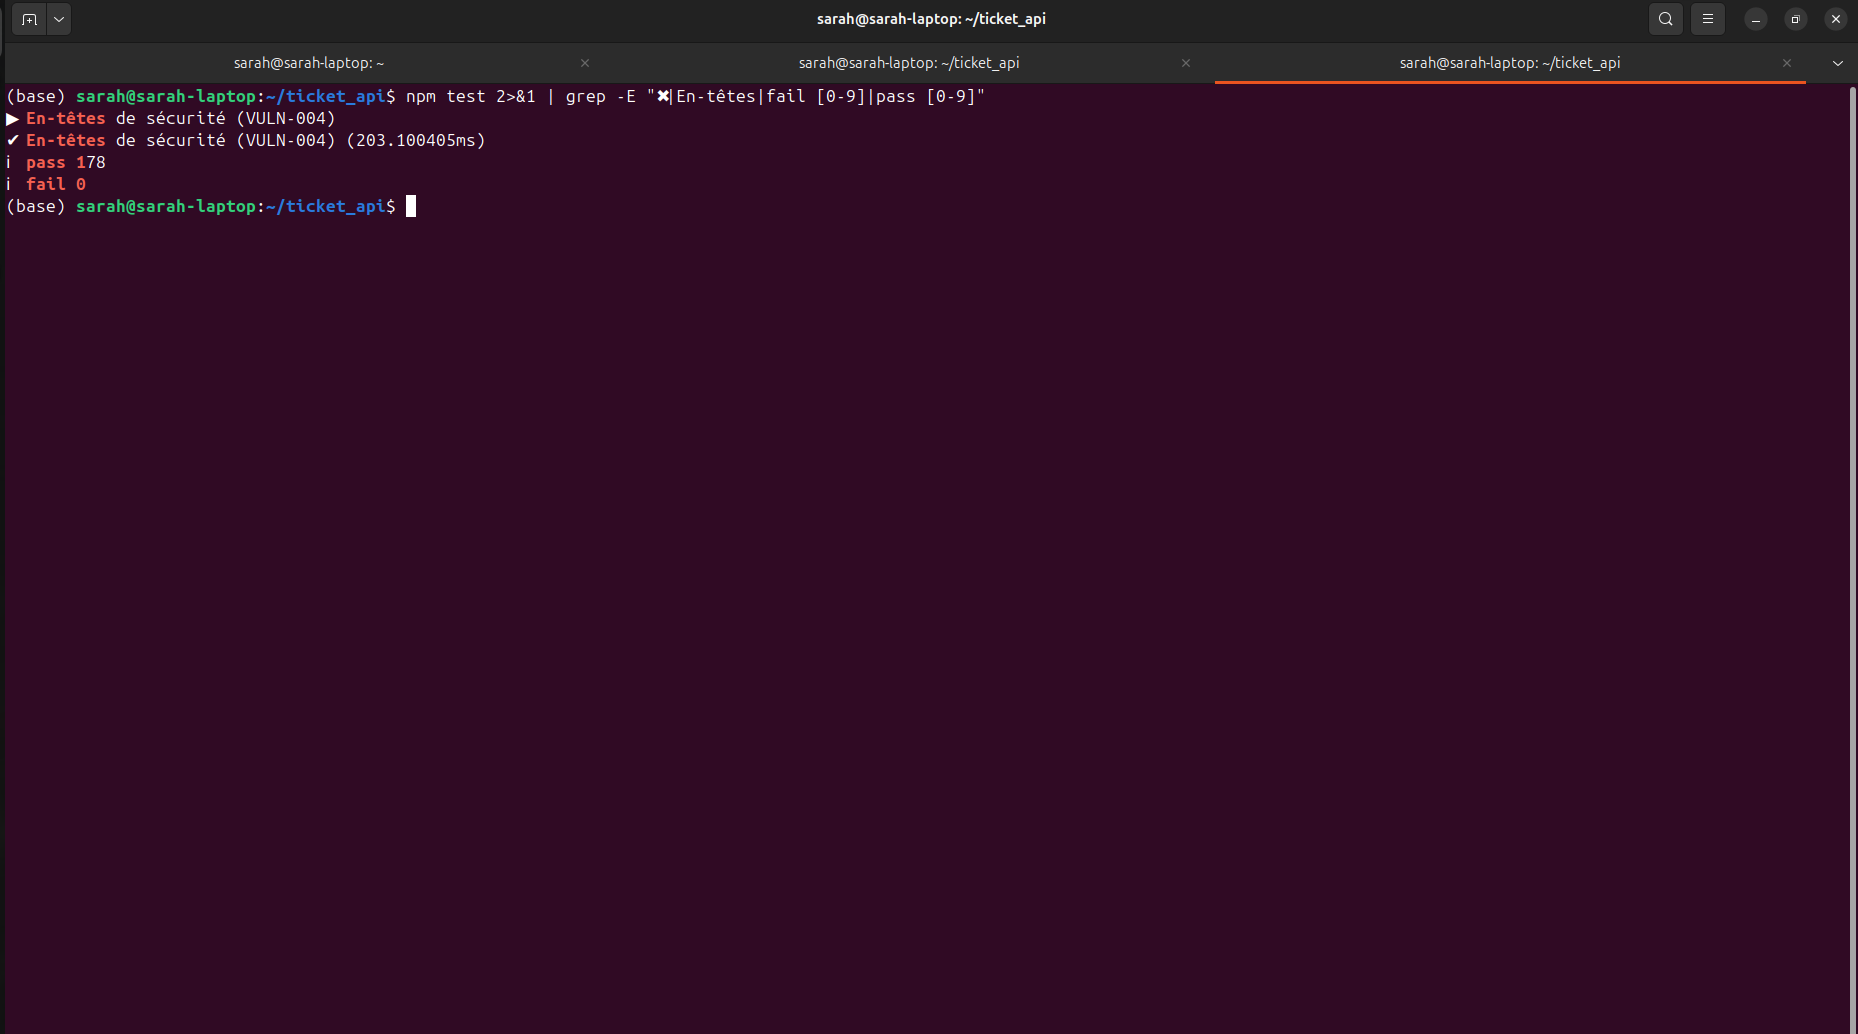 sarah@sarah-laptop: ~/ticket_api
sarah@sarah-laptop: ~
sarah@sarah-laptop: ~/ticket_api
sarah@sarah-laptop: ~/ticket_api
(base) sarah@sarah-laptop:~/ticket_api$ npm test 2>&1 | grep -E "✖|En-têtes|fail [0-9]|pass [0-9]"
▶ En-têtes de sécurité (VULN-004)
✔ En-têtes de sécurité (VULN-004) (203.100405ms)
ℹ pass 178
ℹ fail 0
(base) sarah@sarah-laptop:~/ticket_api$